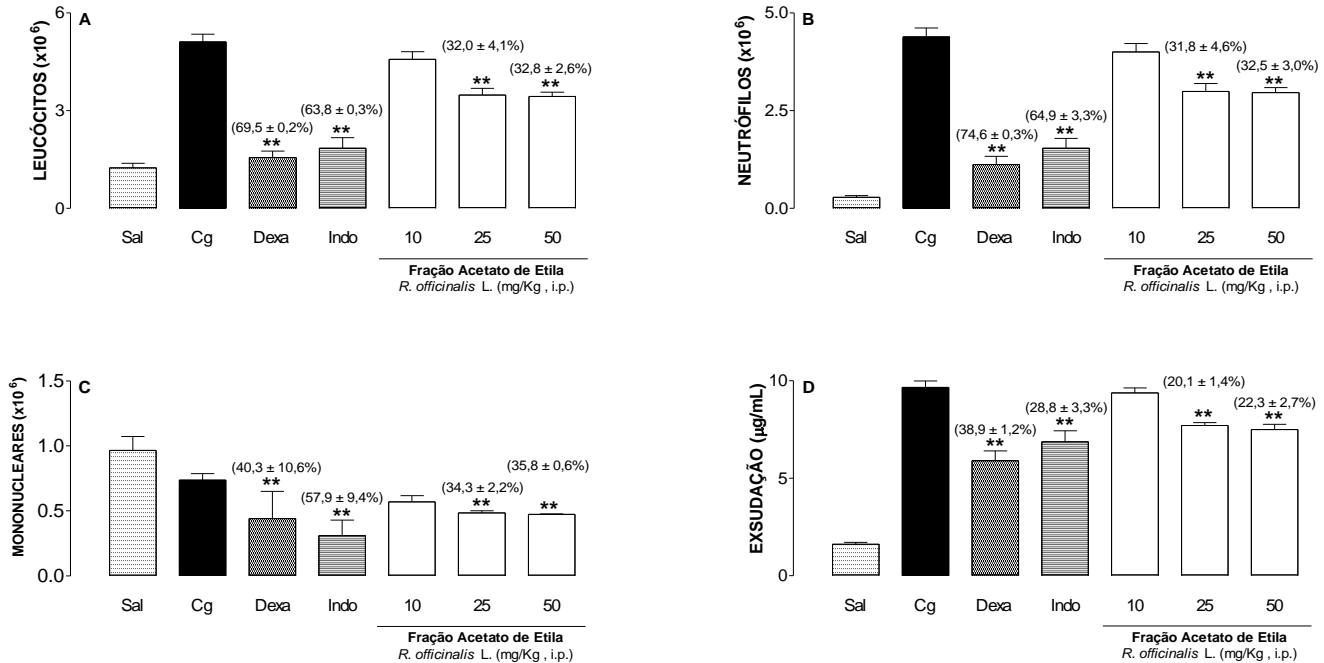 A
LEUCÓCITOS (x10⁶)
6
3
0
(69,5 ± 0,2%)
**
(63,8 ± 0,3%)
**
(32,0 ± 4,1%)
**
(32,8 ± 2,6%)
**
Sal Cg Dexa Indo 10 25 50
Fração Acetato de Etila
R. officinalis L. (mg/Kg , i.p.)
B
NEUTRÓFILOS (x10⁶)
5.0
2.5
0.0
(74,6 ± 0,3%)
**
(64,9 ± 3,3%)
**
(31,8 ± 4,6%)
**
(32,5 ± 3,0%)
**
Sal Cg Dexa Indo 10 25 50
Fração Acetato de Etila
R. officinalis L. (mg/Kg , i.p.)
C
MONONUCLEARES (x10⁶)
1.5
1.0
0.5
0.0
(40,3 ± 10,6%)
**
(57,9 ± 9,4%)
**
(34,3 ± 2,2%)
**
(35,8 ± 0,6%)
**
Sal Cg Dexa Indo 10 25 50
Fração Acetato de Etila
R. officinalis L. (mg/Kg , i.p.)
D
EXSUDAÇÃO (µg/mL)
10
5
0
(38,9 ± 1,2%)
**
(28,8 ± 3,3%)
**
(20,1 ± 1,4%)
**
(22,3 ± 2,7%)
**
Sal Cg Dexa Indo 10 25 50
Fração Acetato de Etila
R. officinalis L. (mg/Kg , i.p.)